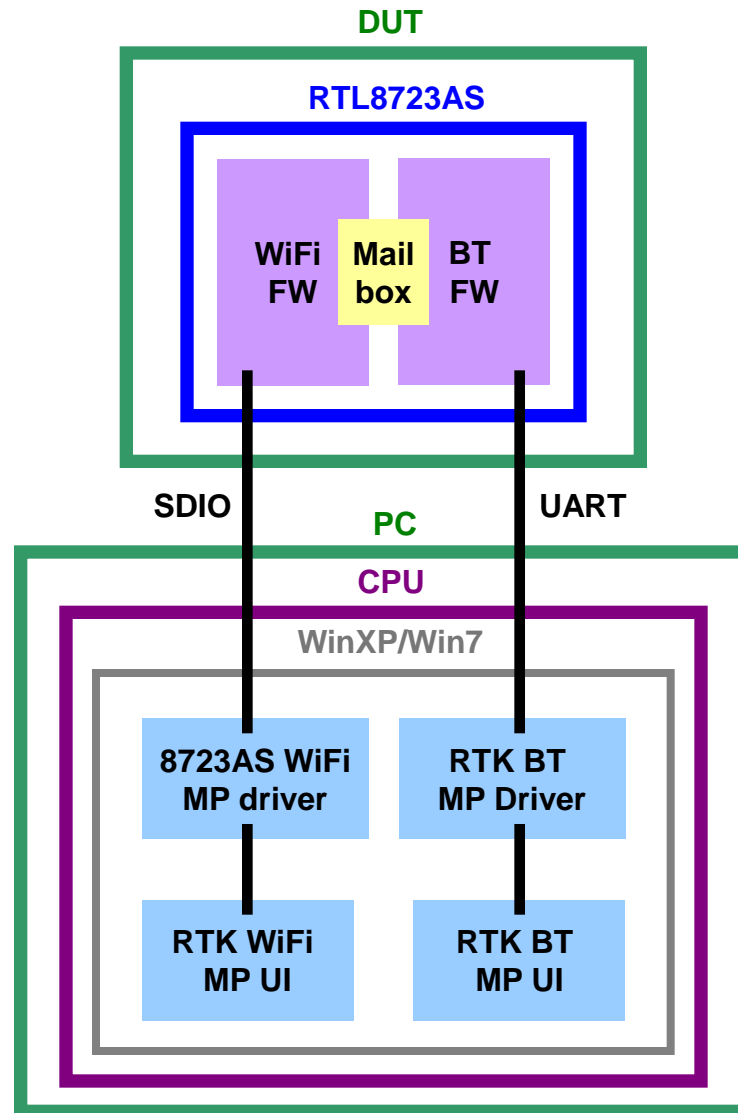 DUT
RTL8723AS
WiFi
FW
Mail
box
BT
FW
SDIO
UART
PC
CPU
WinXP/Win7
8723AS WiFi
MP driver
RTK BT
MP Driver
RTK WiFi
MP UI
RTK BT
MP UI